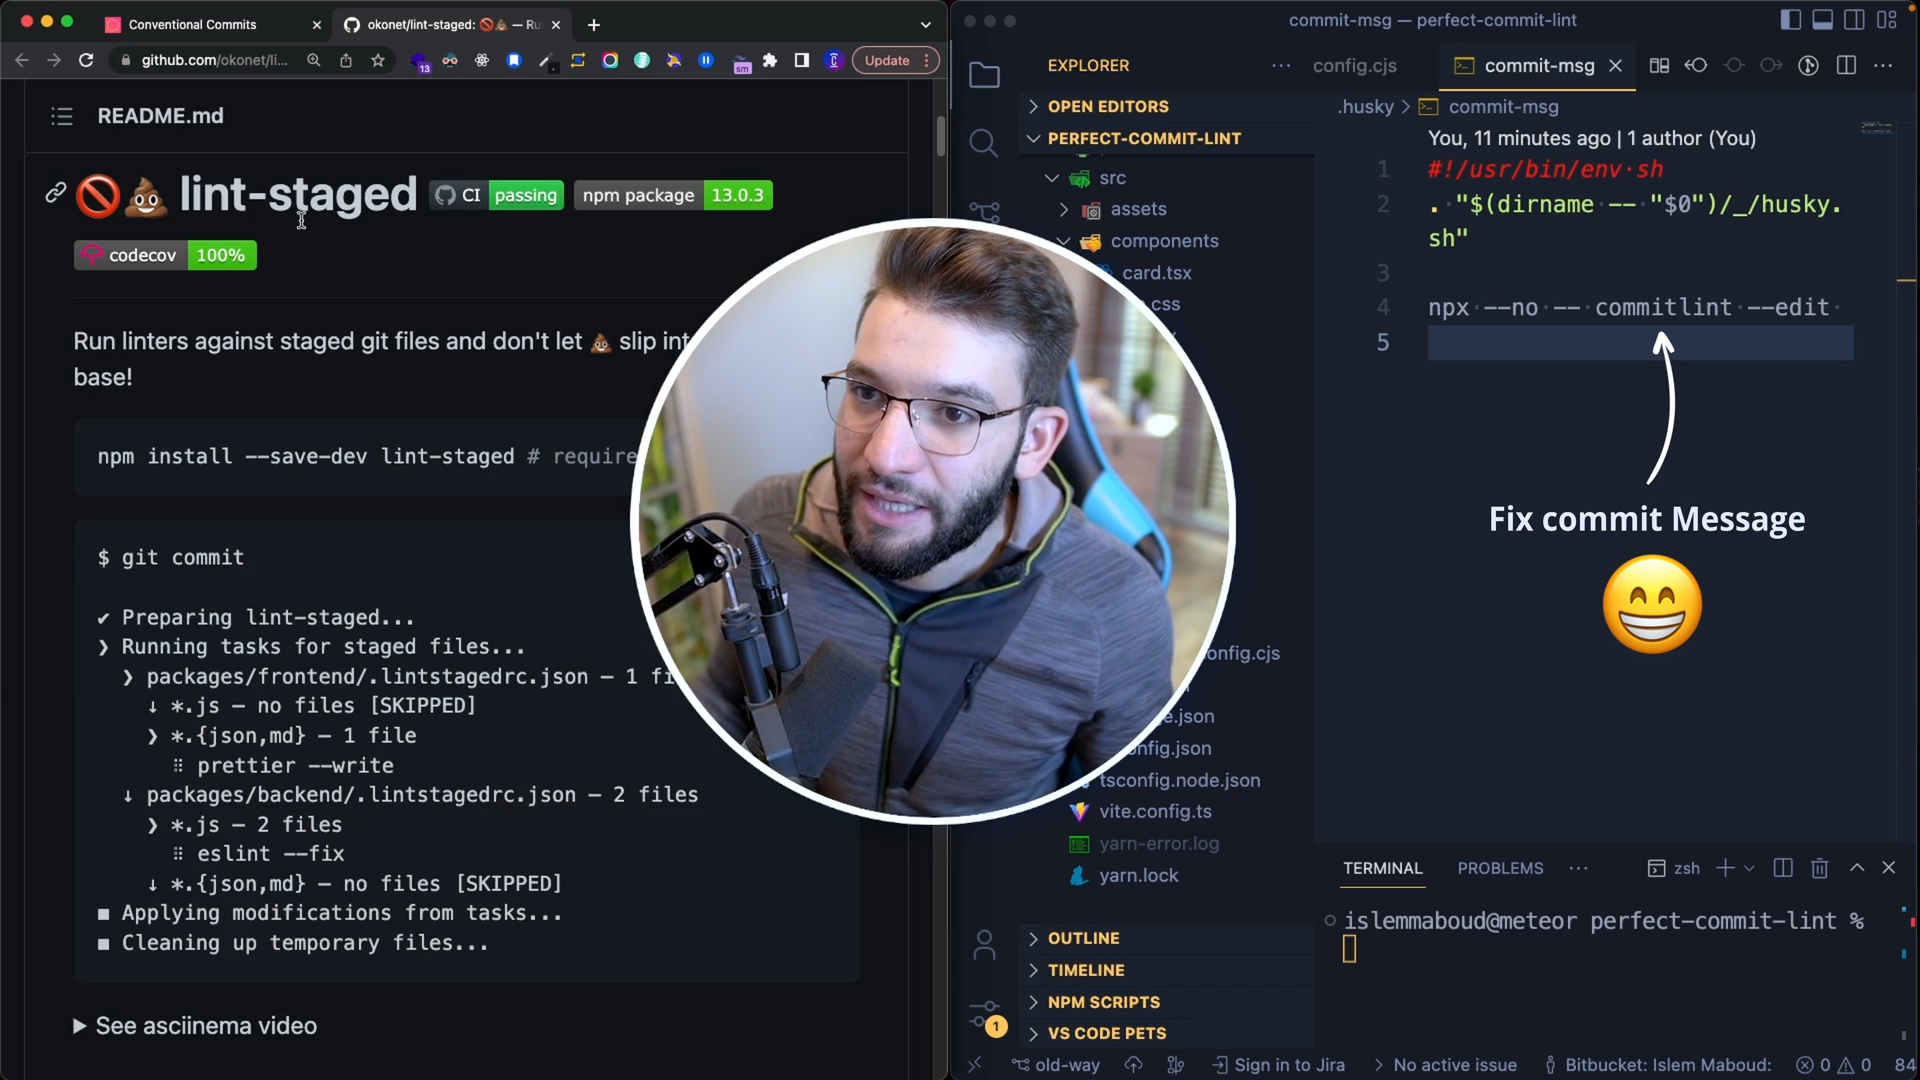 Conventional Commits
okonet/lint-staged: 🚫💩 — Ru
github.com/okonet/li...
13
sm
Update
README.md
🚫💩 lint-staged
CI passing
npm package 13.0.3
codecov 100%
Run linters against staged git files and don't let 💩 slip int
base!
npm install --save-dev lint-staged # require
$ git commit
✔ Preparing lint-staged...
❯ Running tasks for staged files...
❯ packages/frontend/.lintstagedrc.json — 1 fi
↓ *.js — no files [SKIPPED]
❯ *.{json,md} — 1 file
⠿ prettier --write
↓ packages/backend/.lintstagedrc.json — 2 files
❯ *.js — 2 files
⠿ eslint --fix
↓ *.{json,md} — no files [SKIPPED]
◼ Applying modifications from tasks...
◼ Cleaning up temporary files...
▶ See asciinema video
commit-msg — perfect-commit-lint
EXPLORER
OPEN EDITORS
PERFECT-COMMIT-LINT
src
assets
components
card.tsx
.css
onfig.cjs
e.json
onfig.json
tsconfig.node.json
vite.config.ts
yarn-error.log
yarn.lock
OUTLINE
TIMELINE
NPM SCRIPTS
VS CODE PETS
1
config.cjs
commit-msg
.husky > commit-msg
You, 11 minutes ago | 1 author (You)
1 #!/usr/bin/env sh
2 . "$(dirname -- "$0")/_/husky.
sh"
3
4 npx --no -- commitlint --edit
5
Fix commit Message
TERMINAL PROBLEMS
zsh
islemmaboud@meteor perfect-commit-lint %
old-way
Sign in to Jira
No active issue
Bitbucket: Islem Maboud:
0
0
84